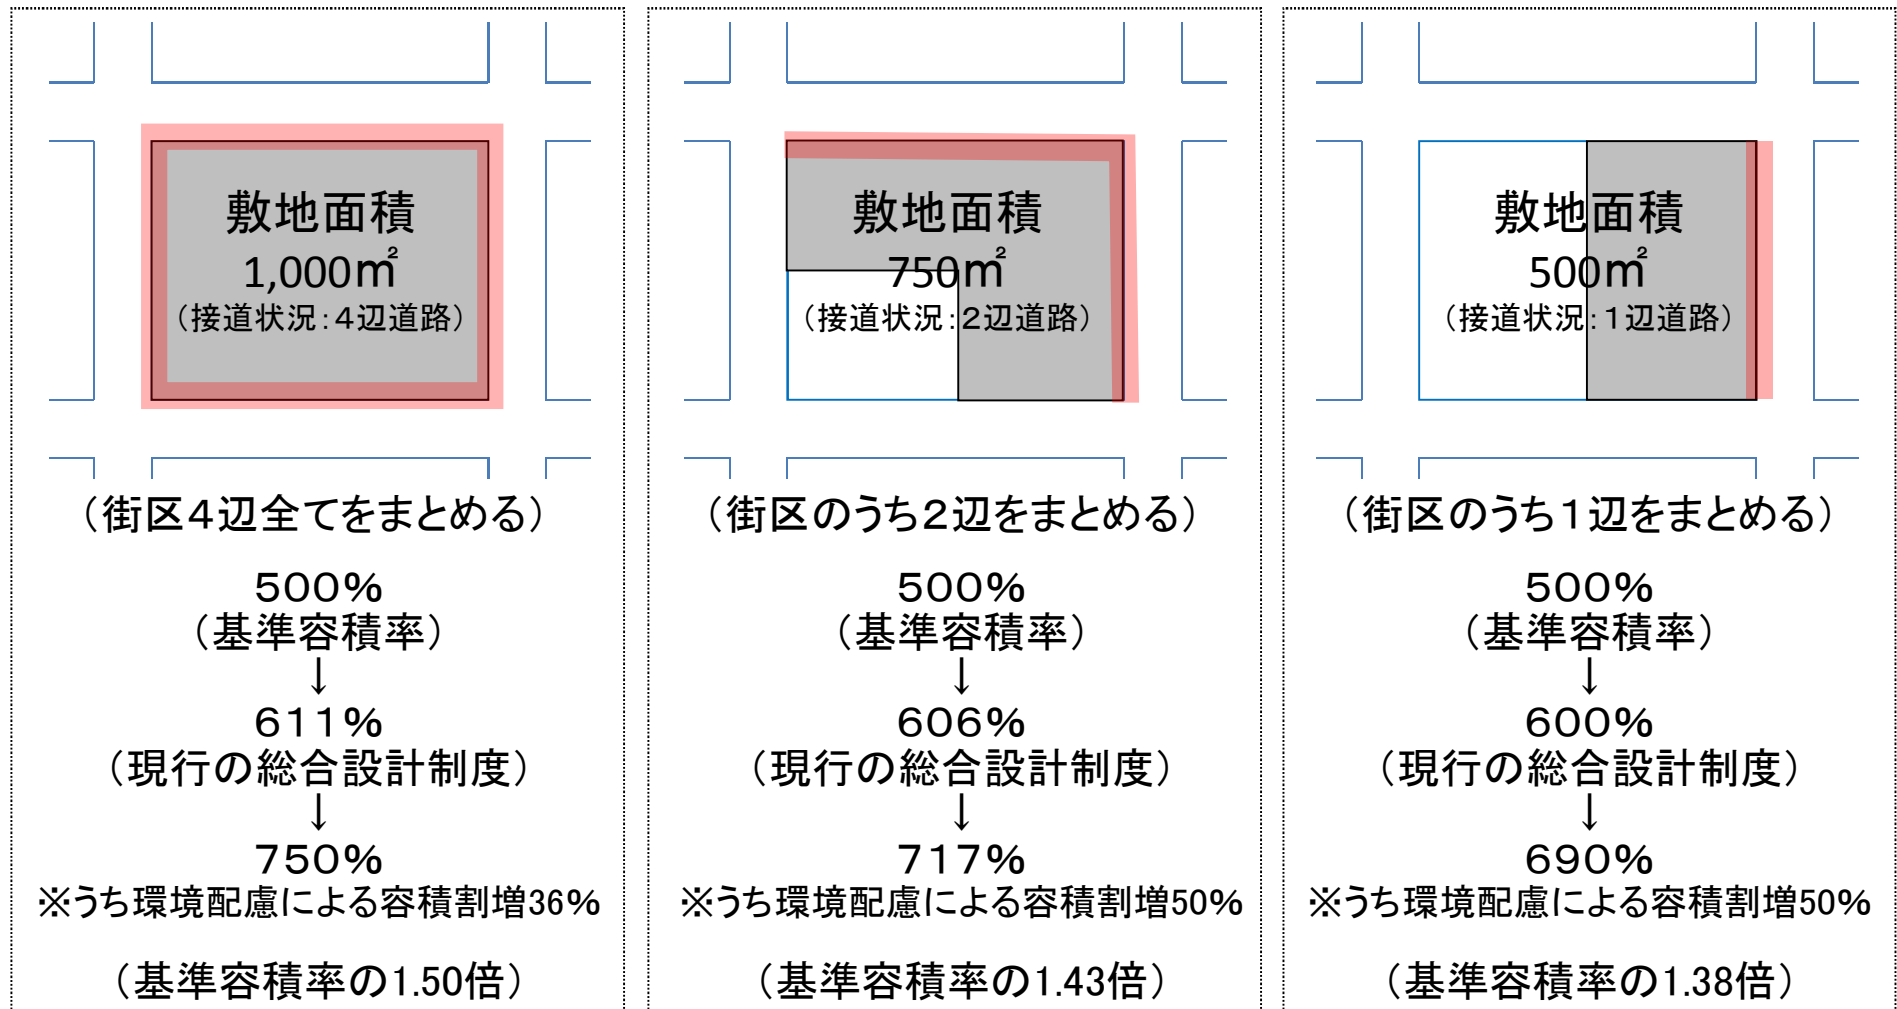 敷地面積
1,000㎡
（接道状況：４辺道路）
（街区４辺全てをまとめる）
５００％
（基準容積率）
↓
６１１％
（現行の総合設計制度）
↓
７５０％
※うち環境配慮による容積割増36％
（基準容積率の1.50倍）
敷地面積
750㎡
（接道状況：２辺道路）
（街区のうち２辺をまとめる）
５００％
（基準容積率）
↓
６０６％
（現行の総合設計制度）
↓
７１７％
※うち環境配慮による容積割増50％
（基準容積率の1.43倍）
敷地面積
500㎡
（接道状況：１辺道路）
（街区のうち１辺をまとめる）
５００％
（基準容積率）
↓
６００％
（現行の総合設計制度）
↓
６９０％
※うち環境配慮による容積割増50％
（基準容積率の1.38倍）